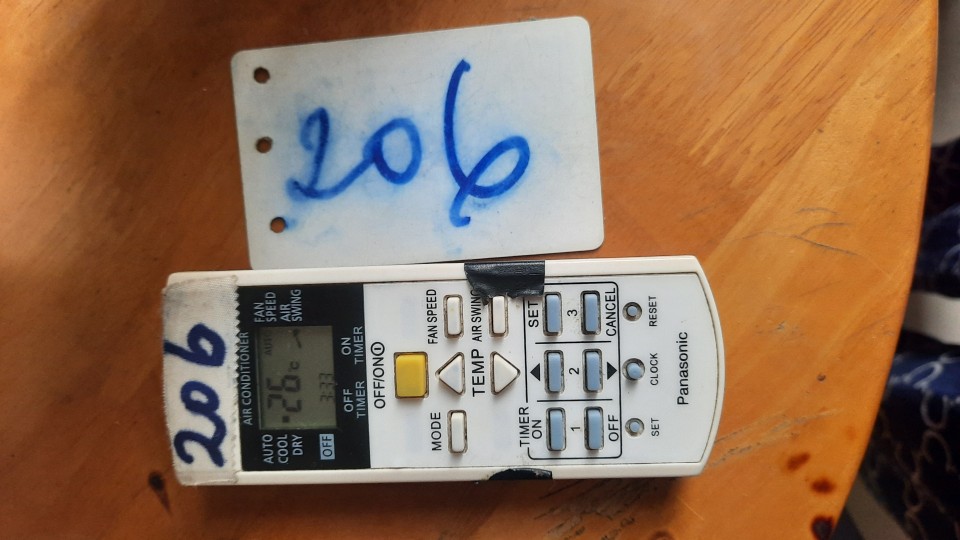 206
206
AIR CONDITIONER
AUTO
COOL
DRY
AUTO
26°C
3:33
FAN
SPEED
AIR
SWING
OFF
OFF ON
TIMER TIMER
OFF/ON
MODE
FAN SPEED
TEMP
AIR SWING
TIMER
ON
SET
1 2 3
OFF
CANCEL
SET CLOCK RESET
Panasonic